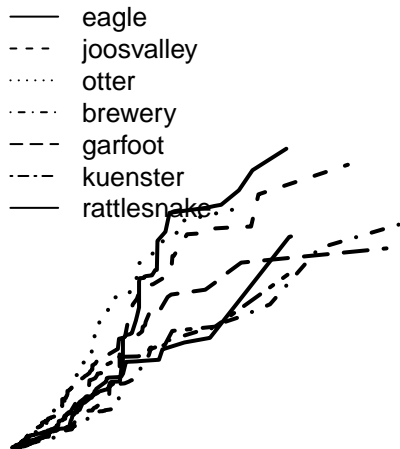 eagle
joosvalley
otter
brewery
garfoot
kuenster
rattlesnake